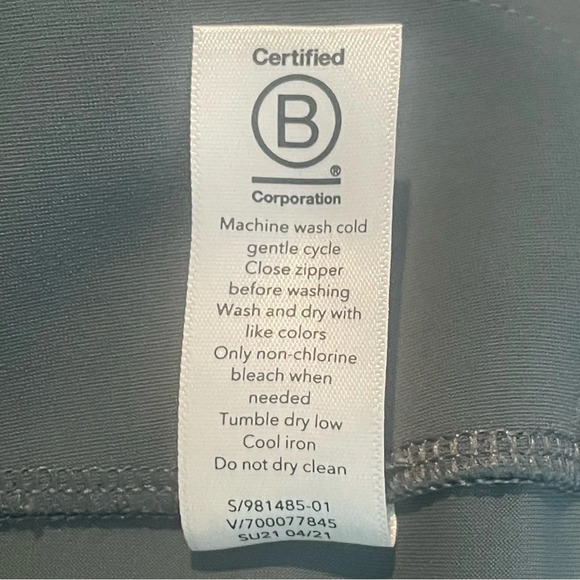 Certified
B
®
Corporation
Machine wash cold
gentle cycle
Close zipper
before washing
Wash and dry with
like colors
Only non-chlorine
bleach when
needed
Tumble dry low
Cool iron
Do not dry clean
S/981485-01
V/700077845
SU21 04/21